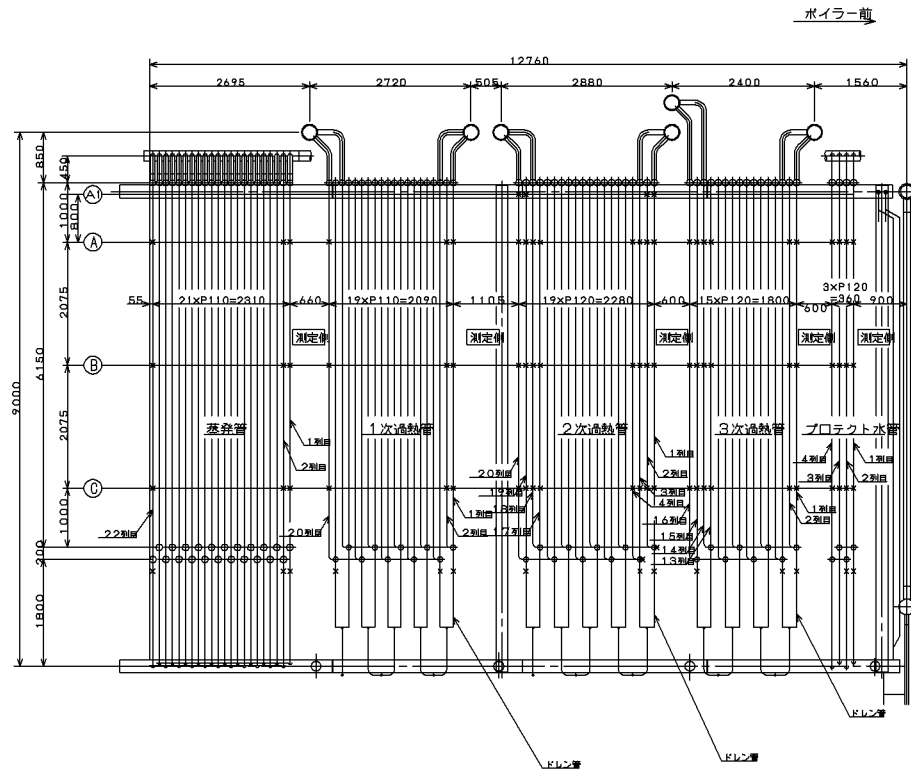 ボイラー前
12760
2695
2720
505
2880
2400
1560
850
450
A1
1000
800
A
2075
6150
9000
55
21×P110=2310
660
19×P110=2090
1105
19×P120=2280
600
15×P120=1800
3×P120
=360
600
900
測定側
測定側
測定側
測定側
B
2075
蒸発管
1次過熱管
2次過熱管
3次過熱管
プロテクト水管
1列目
2列目
20列目
19列目
18列目
17列目
1列目
2列目
3列目
4列目
4列目
3列目
1列目
2列目
C
1000
22列目
20列目
1列目
2列目
16列目
15列目
14列目
13列目
1列目
2列目
200
1800
ドレン管
ドレン管
ドレン管